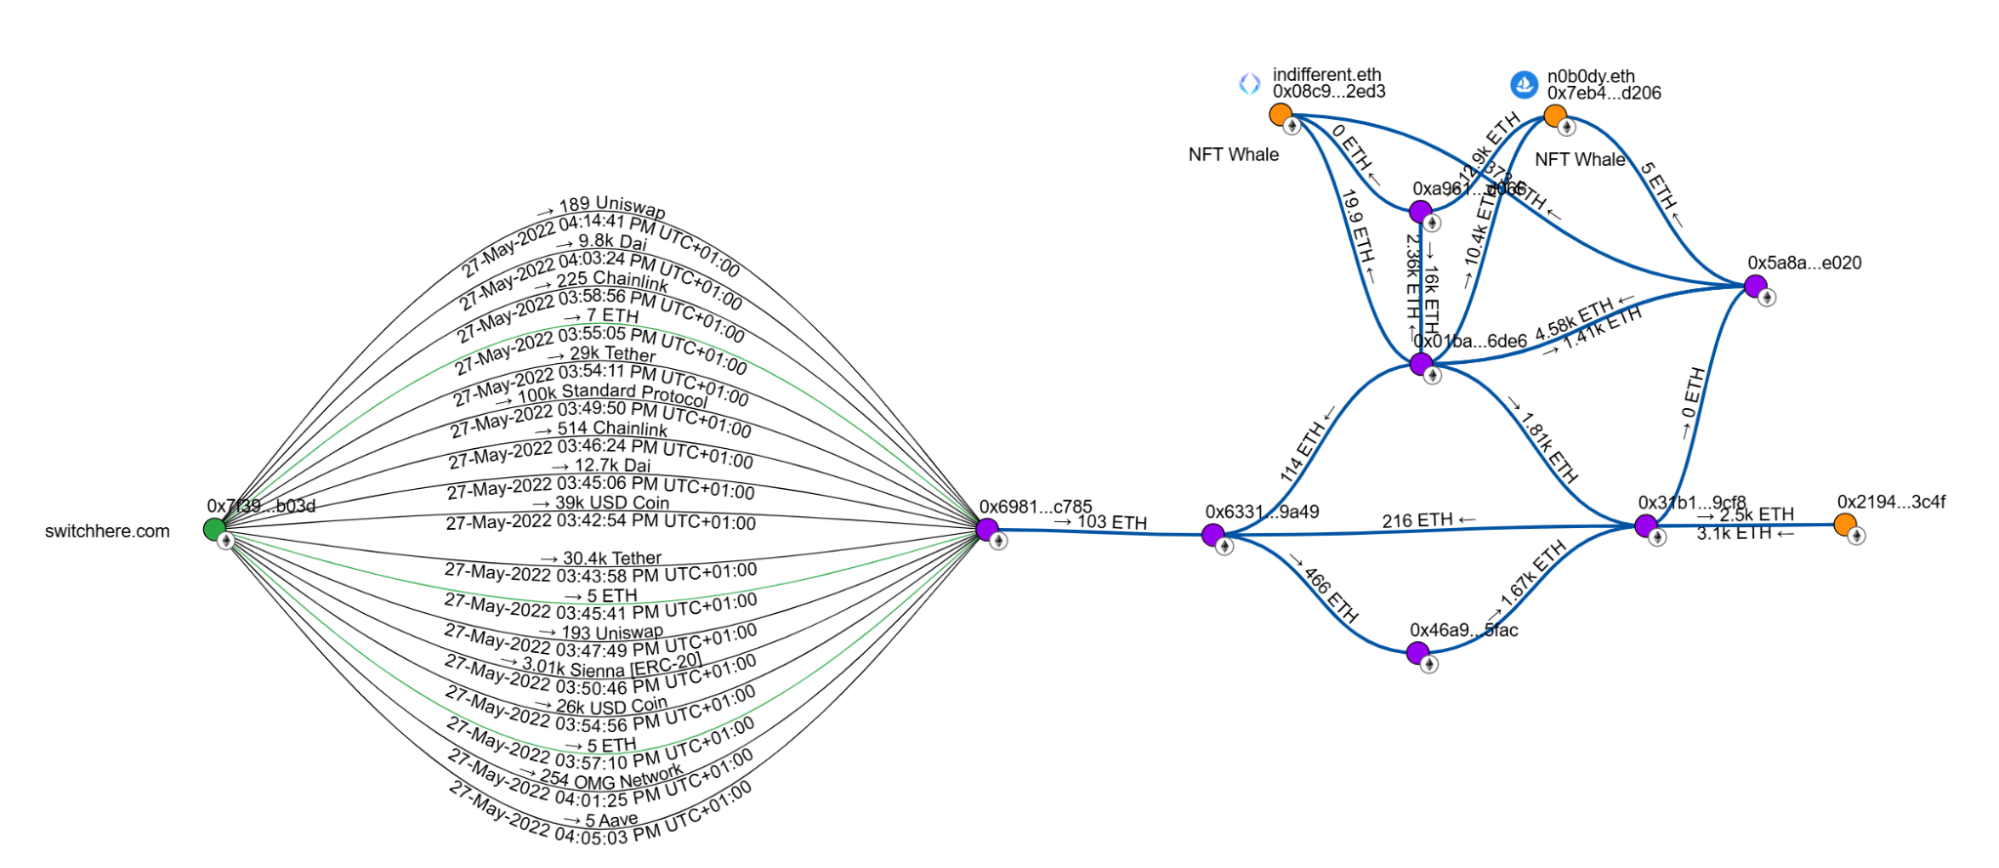 indifferent.eth
0x08c9...2ed3
NFT Whale
n0b0dy.eth
0x7eb4...d206
NFT Whale
0 ETH ←
→ 12.9k ETH
ETH ←
5 ETH ←
19.9 ETH ←
→ 10.4k ETH
2.36k ETH ←
→ 16k ETH
0x5a8a...e020
4.58k ETH ←
→ 1.41k ETH
0x01ba...6de6
→ 0 ETH
114 ETH ←
→ 1.81k ETH
→ 189 Uniswap
27-May-2022 04:14:41 PM UTC+01:00
→ 9.8k Dai
27-May-2022 04:03:24 PM UTC+01:00
→ 225 Chainlink
27-May-2022 03:58:56 PM UTC+01:00
→ 7 ETH
27-May-2022 03:55:05 PM UTC+01:00
→ 29k Tether
27-May-2022 03:54:11 PM UTC+01:00
→ 100k Standard Protocol
27-May-2022 03:49:50 PM UTC+01:00
→ 514 Chainlink
27-May-2022 03:46:24 PM UTC+01:00
→ 12.7k Dai
27-May-2022 03:45:06 PM UTC+01:00
→ 39k USD Coin
27-May-2022 03:42:54 PM UTC+01:00
→ 30.4k Tether
27-May-2022 03:43:58 PM UTC+01:00
→ 5 ETH
27-May-2022 03:45:41 PM UTC+01:00
→ 193 Uniswap
27-May-2022 03:47:49 PM UTC+01:00
→ 3.01k Sienna [ERC-20]
27-May-2022 03:50:46 PM UTC+01:00
→ 26k USD Coin
27-May-2022 03:54:56 PM UTC+01:00
→ 5 ETH
27-May-2022 03:57:10 PM UTC+01:00
→ 254 OMG Network
27-May-2022 04:01:25 PM UTC+01:00
→ 5 Aave
27-May-2022 04:05:03 PM UTC+01:00
0x7f39...b03d
switchhere.com
0x6981...c785
→ 103 ETH
0x6331...9a49
216 ETH ←
0x31b1...9cf8
→ 2.5k ETH
3.1k ETH ←
0x2194...3c4f
→ 466 ETH
→ 1.67k ETH
0x46a9...5fac